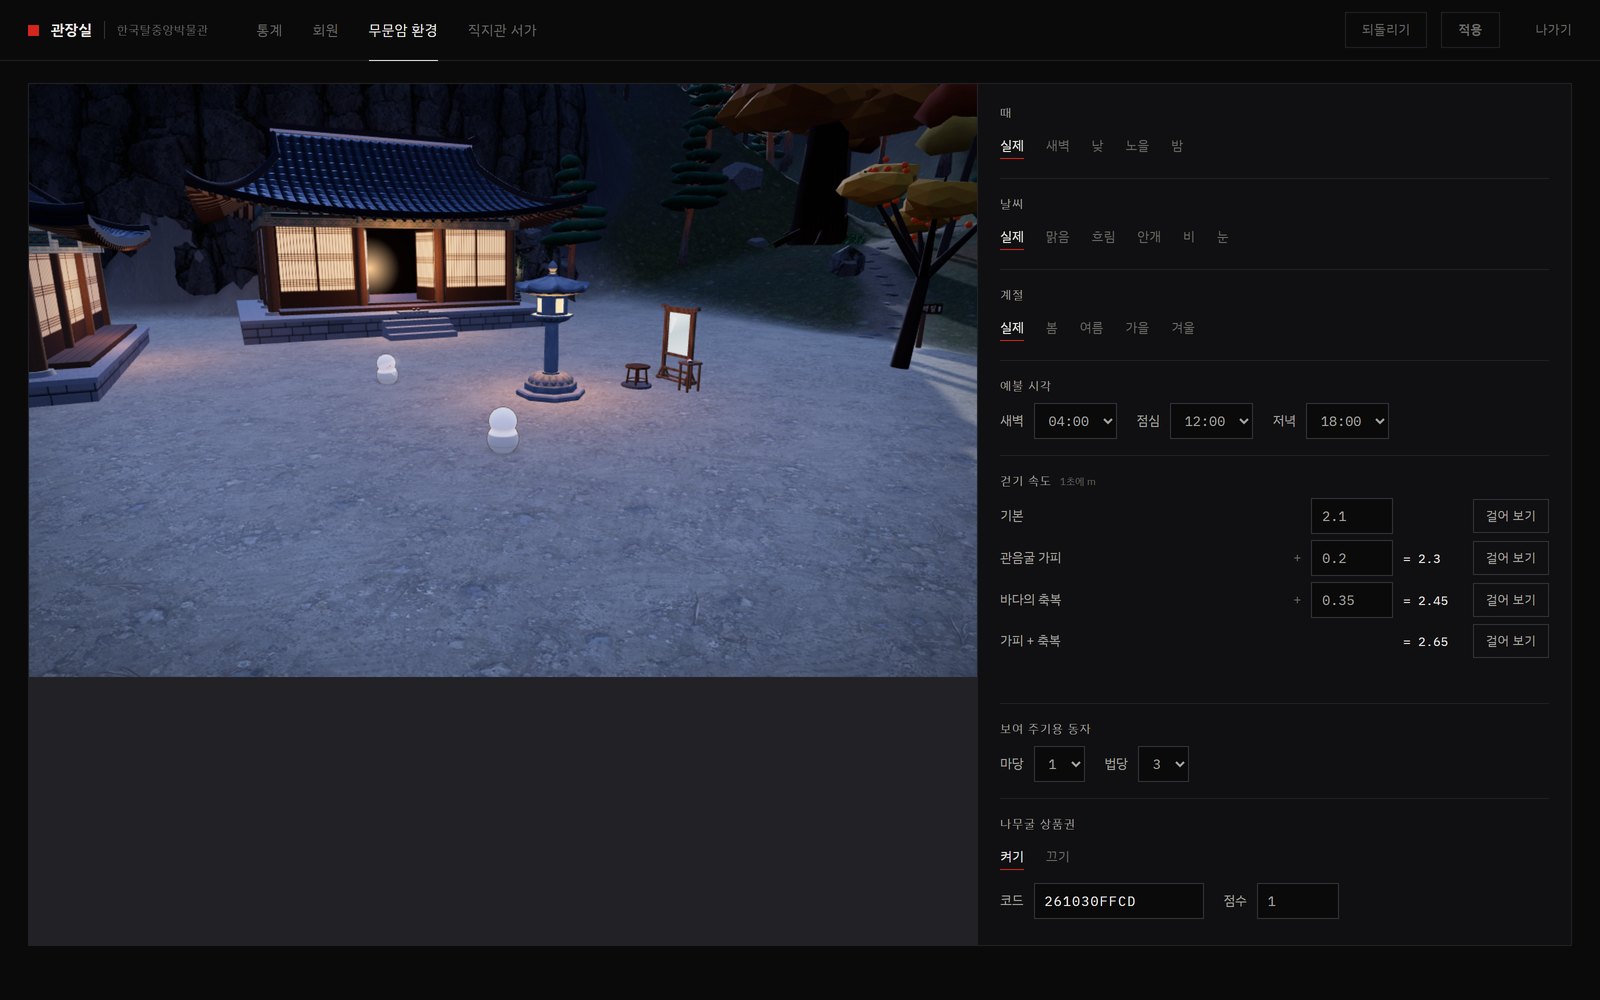 관장실 한국탈중앙박물관 통계 회원 무문암 환경 직지관 서가 되돌리기 적용 나가기
때
실제 새벽 낮 노을 밤
날씨
실제 맑음 흐림 안개 비 눈
계절
실제 봄 여름 가을 겨울
예불 시각
새벽 04:00 점심 12:00 저녁 18:00
걷기 속도 1초에 m
기본 2.1 걸어 보기
관음굴 가피 + 0.2 = 2.3 걸어 보기
바다의 축복 + 0.35 = 2.45 걸어 보기
가피 + 축복 = 2.65 걸어 보기
보여 주기용 동자
마당 1 법당 3
나무굴 상품권
켜기 끄기
코드 261030FFCD 점수 1